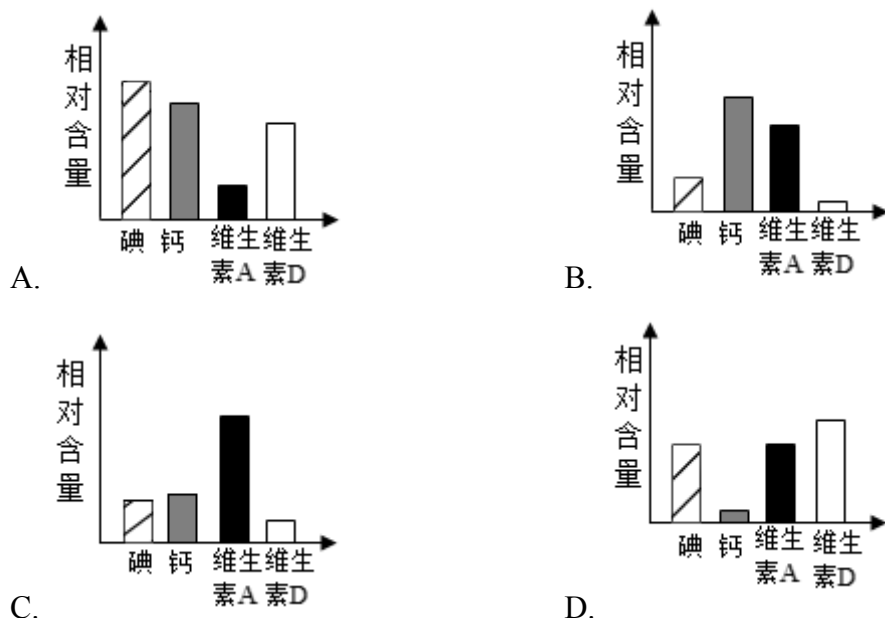 相对含量
碘 钙 维生素A 维生素D
A.
相对含量
碘 钙 维生素A 维生素D
B.
相对含量
碘 钙 维生素A 维生素D
C.
相对含量
碘 钙 维生素A 维生素D
D.